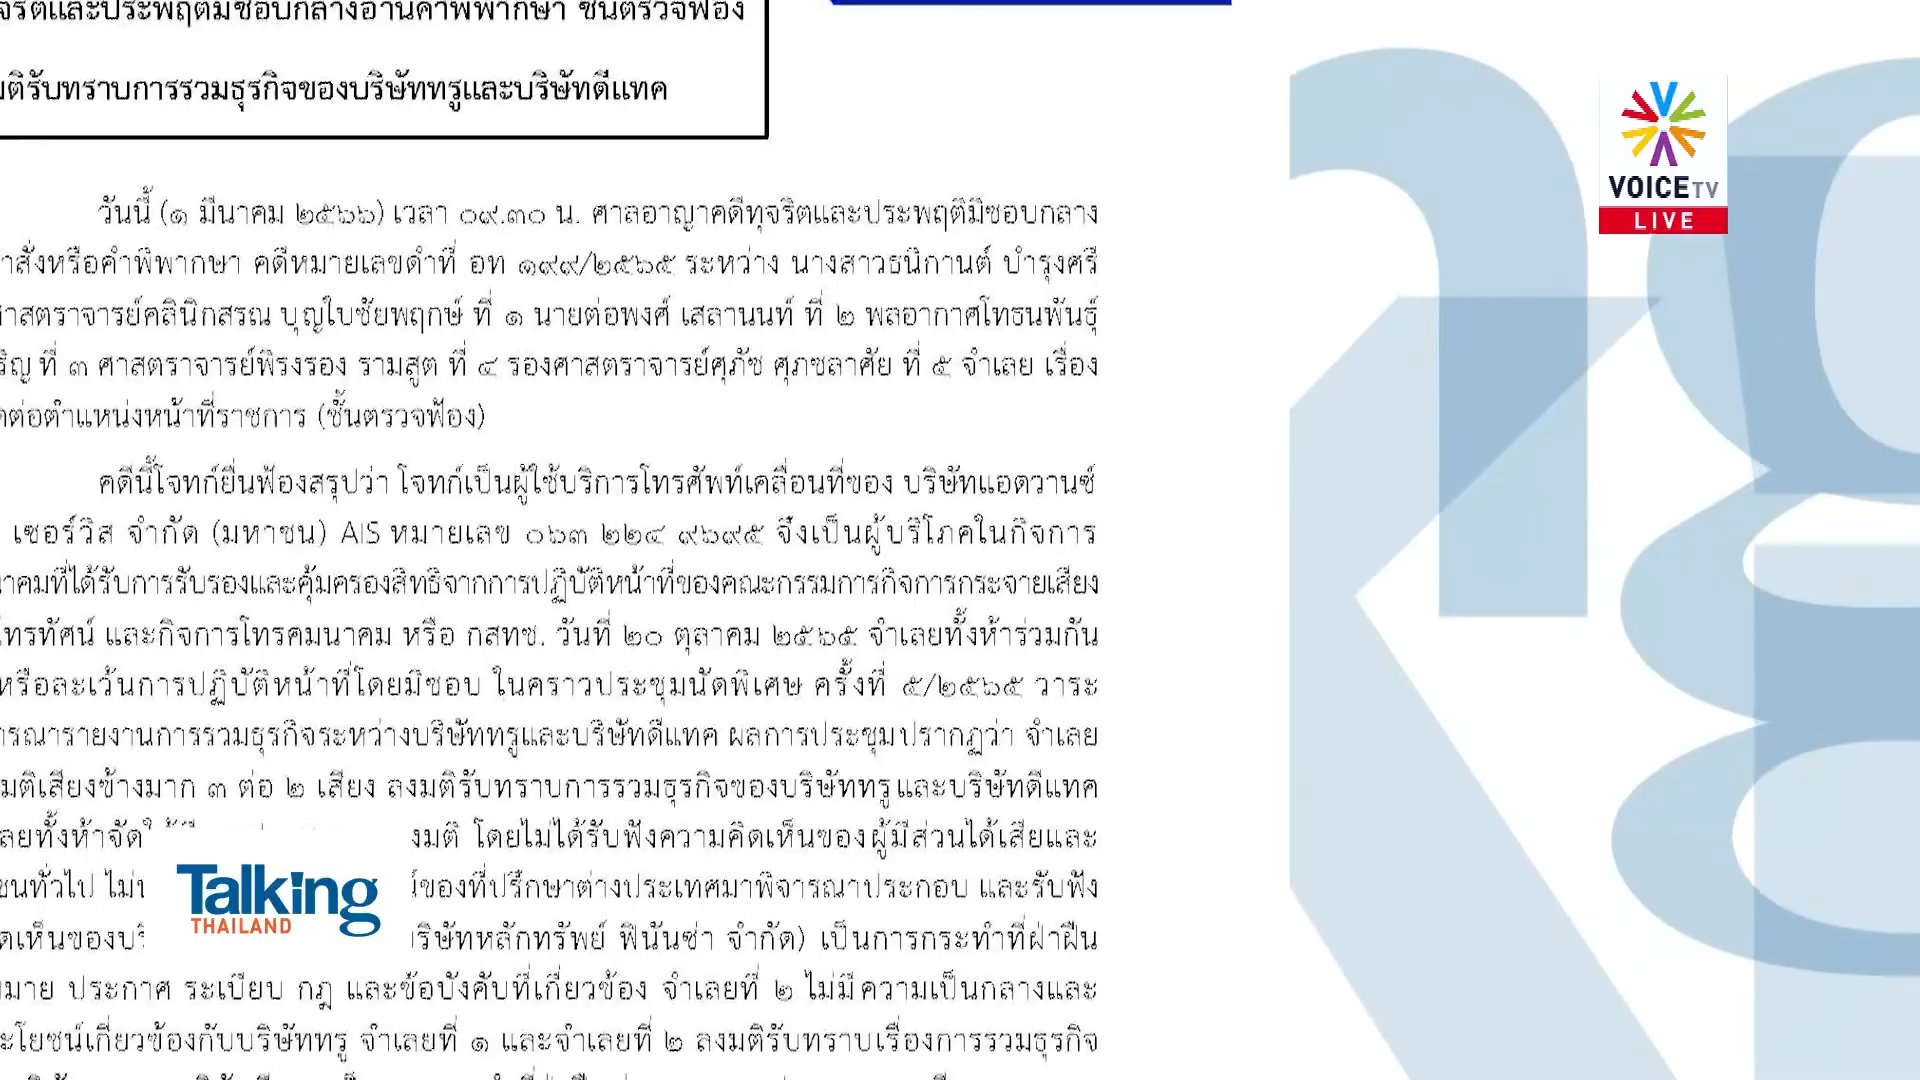 จริตและประพฤติมิชอบกลางอ่านคำพิพากษา ชั้นตรวจฟ้อง
มติรับทราบการรวมธุรกิจของบริษัททรูและบริษัทดีแทค
VOICE TV
LIVE
วันนี้ (๑ มีนาคม ๒๕๖๖) เวลา ๐๙.๓๐ น. ศาลอาญาคดีทุจริตและประพฤติมิชอบกลาง
สั่งหรือคำพิพากษา คดีหมายเลขดำที่ อท ๑๙๙/๒๕๖๕ ระหว่าง นางสาวธนิกานต์ บำรุงศรี
ศาสตราจารย์คลินิกสรณ บุญใบชัยพฤกษ์ ที่ ๑ นายต่อพงศ์ เสลานนท์ ที่ ๒ พลอากาศโทธนพันธุ์
ที่ ๓ ศาสตราจารย์พิรงรอง รามสูต ที่ ๔ รองศาสตราจารย์ศุภัช ศุภชลาศัย ที่ ๕ จำเลย เรื่อง
ต่อตำแหน่งหน้าที่ราชการ (ชั้นตรวจฟ้อง)
คดีนี้โจทก์ยื่นฟ้องสรุปว่า โจทก์เป็นผู้ใช้บริการโทรศัพท์เคลื่อนที่ของ บริษัทแอดวานซ์
เซอร์วิส จำกัด (มหาชน) AIS หมายเลข ๐๖๓ ๒๒๔ ๙๖๙๕ จึงเป็นผู้บริโภคในกิจการ
าคมที่ได้รับการรับรองและคุ้มครองสิทธิจากการปฏิบัติหน้าที่ของคณะกรรมการกิจการกระจายเสียง
โทรทัศน์ และกิจการโทรคมนาคม หรือ กสทช. วันที่ ๒๐ ตุลาคม ๒๕๖๕ จำเลยทั้งห้าร่วมกัน
หรือละเว้นการปฏิบัติหน้าที่โดยมิชอบ ในคราวประชุมนัดพิเศษ ครั้งที่ ๕/๒๕๖๕ วาระ
ารณารายงานการรวมธุรกิจระหว่างบริษัททรูและบริษัทดีแทค ผลการประชุมปรากฏว่า จำเลย
มติเสียงข้างมาก ๓ ต่อ ๒ เสียง ลงมติรับทราบการรวมธุรกิจของบริษัททรูและบริษัทดีแทค
เลยทั้งห้าจัด งมติ โดยไม่ได้รับฟังความคิดเห็นของผู้มีส่วนได้เสียและ
ชนทั่วไป ของที่ปรึกษาต่างประเทศมาพิจารณาประกอบ และรับฟัง
เห็นของ ริษัทหลักทรัพย์ ฟินันซ่า จำกัด) เป็นการกระทำที่ฝ่าฝืน
มาย ประกาศ ระเบียบ กฎ และข้อบังคับที่เกี่ยวข้อง จำเลยที่ ๒ ไม่มีความเป็นกลางและ
ะโยชน์เกี่ยวข้องกับบริษัททรู จำเลยที่ ๑ และจำเลยที่ ๒ ลงมติรับทราบเรื่องการรวมธุรกิจ
Talking
THAILAND